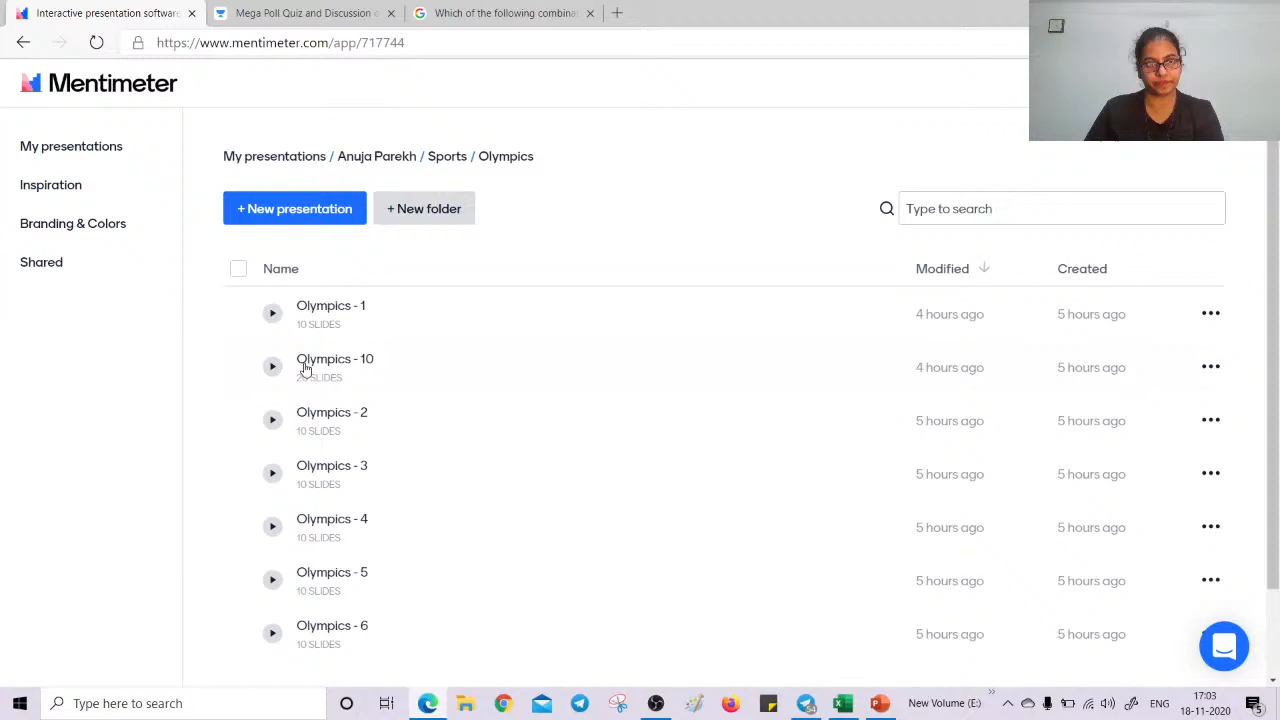 Interactive presentation softwar
Mega Poll Quiz and Discussion c
Which of the following combinat
https://www.mentimeter.com/app/717744
Mentimeter
My presentations
Inspiration
Branding & Colors
Shared
My presentations / Anuja Parekh / Sports / Olympics
+ New presentation
+ New folder
Type to search
Name Modified Created
Olympics - 1
10 SLIDES
4 hours ago 5 hours ago
Olympics - 10
SLIDES
4 hours ago 5 hours ago
Olympics - 2
10 SLIDES
5 hours ago 5 hours ago
Olympics - 3
10 SLIDES
5 hours ago 5 hours ago
Olympics - 4
10 SLIDES
5 hours ago 5 hours ago
Olympics - 5
10 SLIDES
5 hours ago 5 hours ago
Olympics - 6
10 SLIDES
5 hours ago 5 hours ago
Type here to search
New Volume (E:)
ENG
17:03
18-11-2020
5